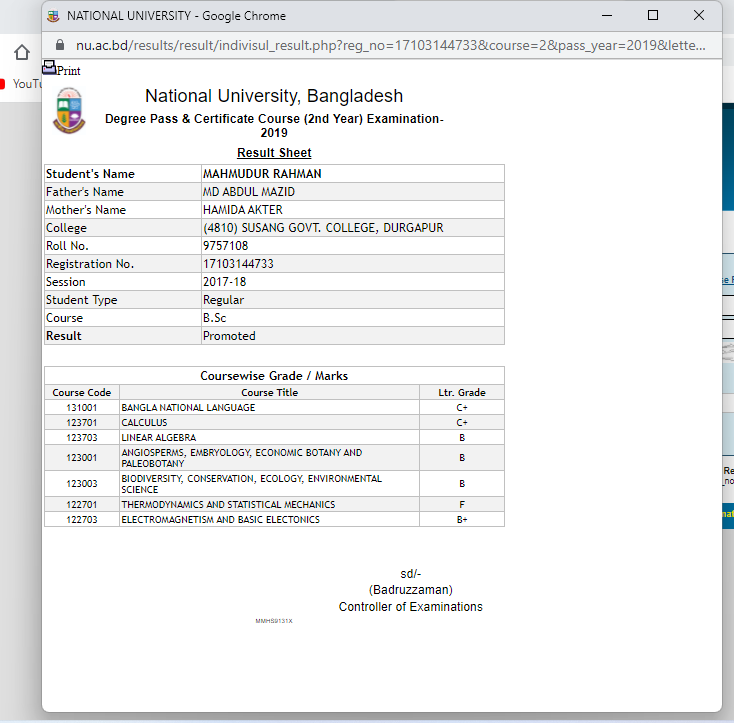 NATIONAL UNIVERSITY - Google Chrome
nu.ac.bd/results/result/indivisul_result.php?reg_no=17103144733&course=2&pass_year=2019&lette...
YouTu
Print
National University, Bangladesh
Degree Pass & Certificate Course (2nd Year) Examination-
2019
Result Sheet
Student's Name MAHMUDUR RAHMAN
Father's Name MD ABDUL MAZID
Mother's Name HAMIDA AKTER
College (4810) SUSANG GOVT. COLLEGE, DURGAPUR
Roll No. 9757108
Registration No. 17103144733
Session 2017-18
Student Type Regular
Course B.Sc
Result Promoted
Coursewise Grade / Marks
Course Code Course Title Ltr. Grade
131001 BANGLA NATIONAL LANGUAGE C+
123701 CALCULUS C+
123703 LINEAR ALGEBRA B
123001 ANGIOSPERMS, EMBRYOLOGY, ECONOMIC BOTANY AND
PALEOBOTANY B
123003 BIODIVERSITY, CONSERVATION, ECOLOGY, ENVIRONMENTAL
SCIENCE B
122701 THERMODYNAMICS AND STATISTICAL MECHANICS F
122703 ELECTROMAGNETISM AND BASIC ELECTONICS B+
sd/-
(Badruzzaman)
Controller of Examinations
MMHS9131X